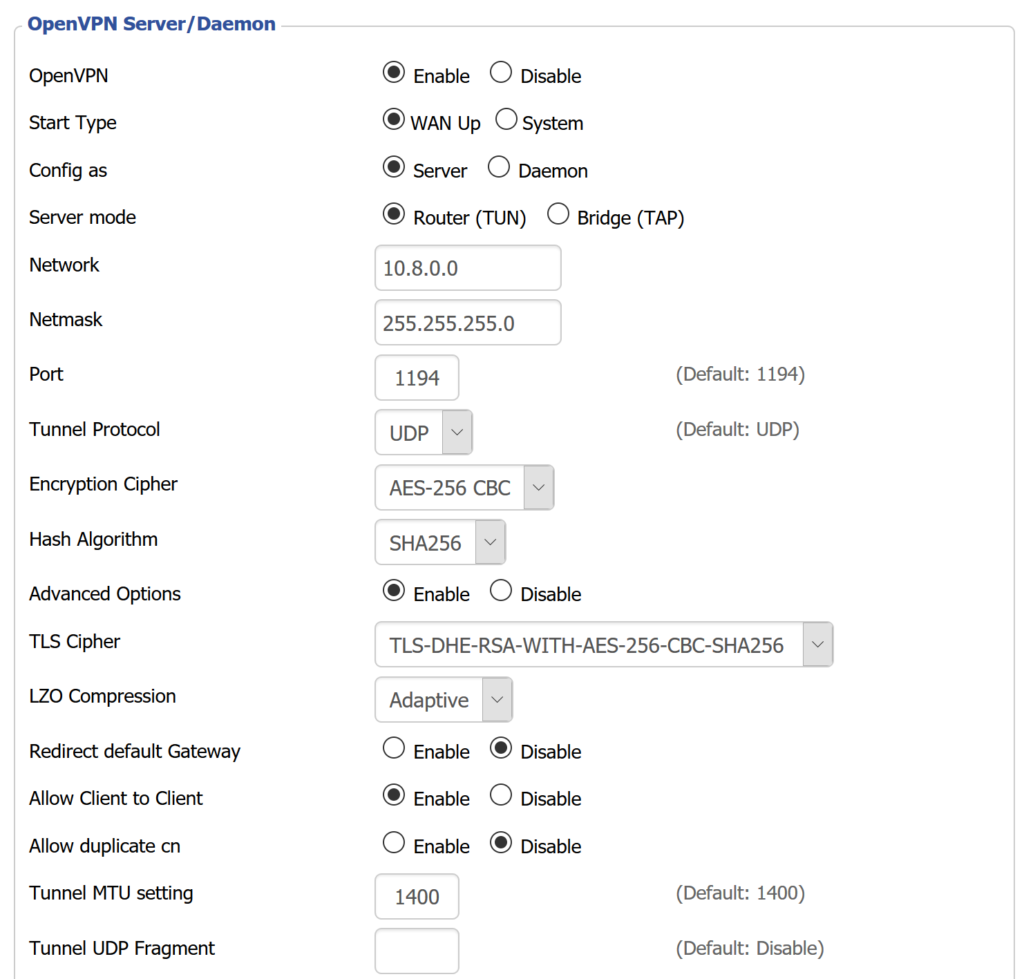 OpenVPN Server/Daemon
OpenVPN Enable Disable
Start Type WAN Up System
Config as Server Daemon
Server mode Router (TUN) Bridge (TAP)
Network 10.8.0.0
Netmask 255.255.255.0
Port 1194 (Default: 1194)
Tunnel Protocol UDP (Default: UDP)
Encryption Cipher AES-256 CBC
Hash Algorithm SHA256
Advanced Options Enable Disable
TLS Cipher TLS-DHE-RSA-WITH-AES-256-CBC-SHA256
LZO Compression Adaptive
Redirect default Gateway Enable Disable
Allow Client to Client Enable Disable
Allow duplicate cn Enable Disable
Tunnel MTU setting 1400 (Default: 1400)
Tunnel UDP Fragment (Default: Disable)